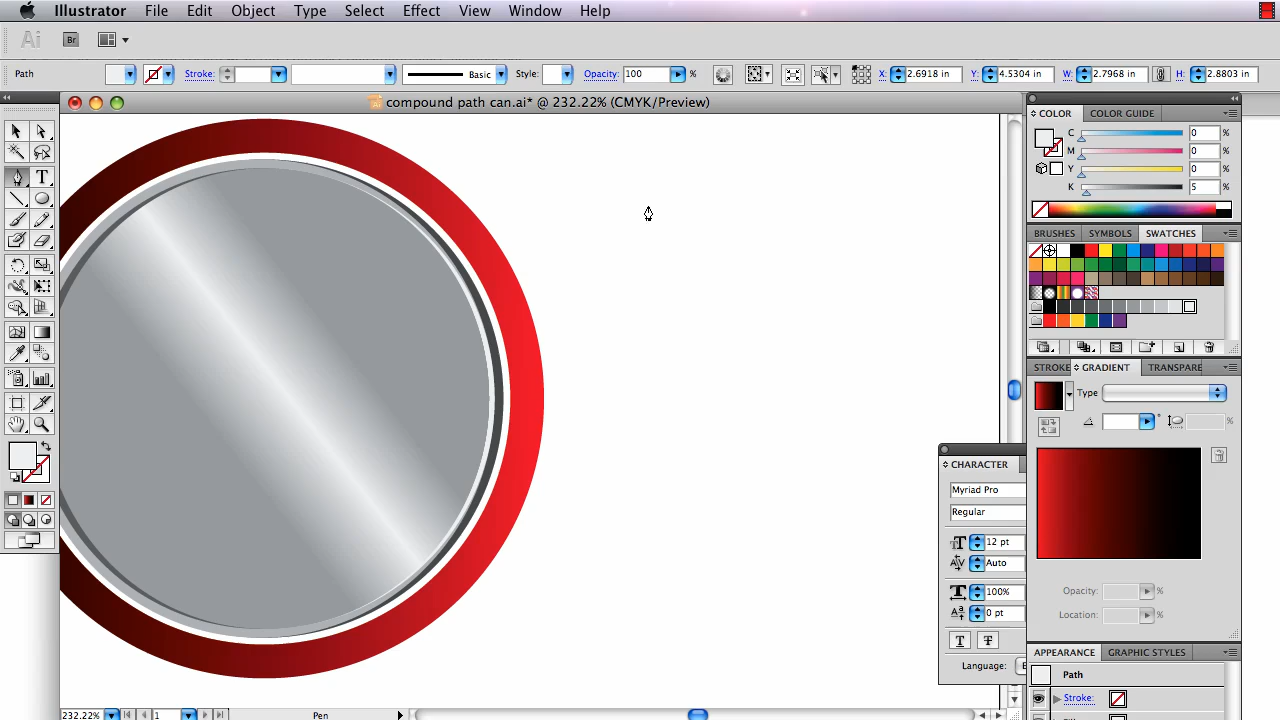 Illustrator File Edit Object Type Select Effect View Window Help
Ai Br
Path Stroke: Basic Style: Opacity: 100 % X: 2.6918 in Y: 4.5304 in W: 2.7968 in H: 2.8803 in
compound path can.ai* @ 232.22% (CMYK/Preview)
COLOR COLOR GUIDE
C 0 %
M 0 %
Y 0 %
K 5 %
BRUSHES SYMBOLS SWATCHES
STROKE GRADIENT TRANSPARE
Type
° %
CHARACTER
Myriad Pro
Regular
12 pt
Auto
100%
0 pt
T T
Language:
Opacity: %
Location: %
APPEARANCE GRAPHIC STYLES
Path
Stroke:
232.22% 1 Pen